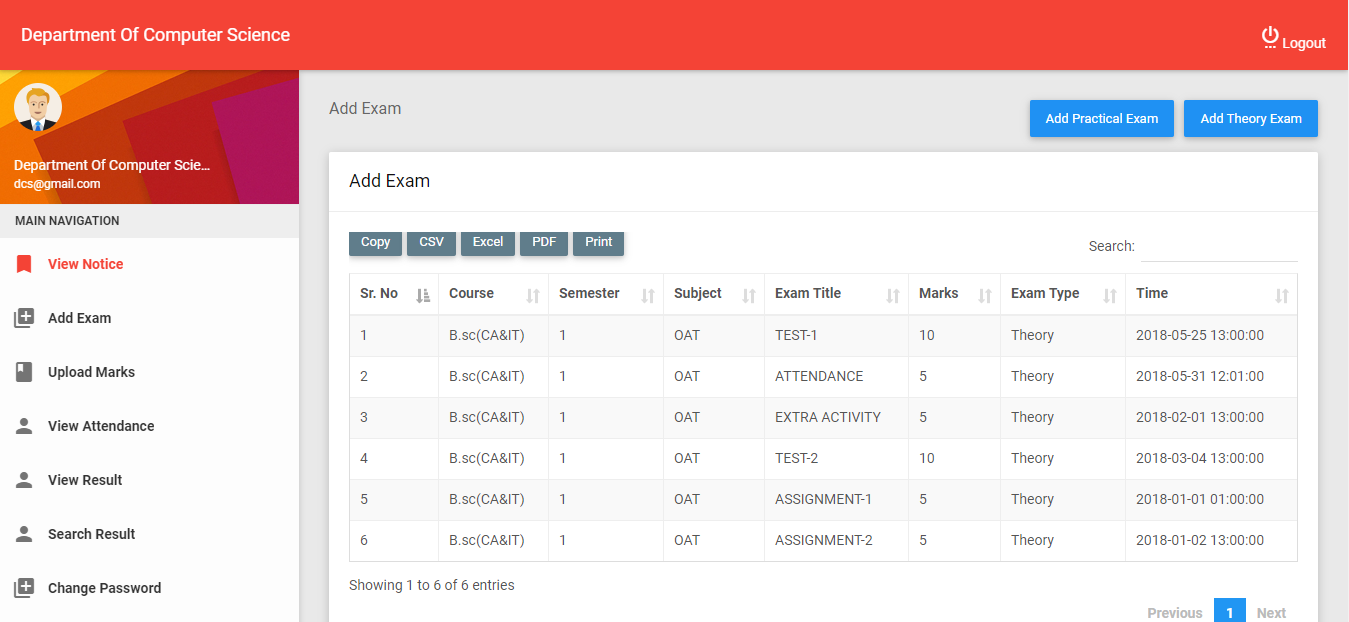 Department Of Computer Science
Logout
Department Of Computer Scie...
dcs@gmail.com
MAIN NAVIGATION
View Notice
Add Exam
Upload Marks
View Attendance
View Result
Search Result
Change Password
Add Exam
Add Practical Exam Add Theory Exam
Add Exam
Copy CSV Excel PDF Print
Search:
Sr. No Course Semester Subject Exam Title Marks Exam Type Time
1 B.sc(CA&IT) 1 OAT TEST-1 10 Theory 2018-05-25 13:00:00
2 B.sc(CA&IT) 1 OAT ATTENDANCE 5 Theory 2018-05-31 12:01:00
3 B.sc(CA&IT) 1 OAT EXTRA ACTIVITY 5 Theory 2018-02-01 13:00:00
4 B.sc(CA&IT) 1 OAT TEST-2 10 Theory 2018-03-04 13:00:00
5 B.sc(CA&IT) 1 OAT ASSIGNMENT-1 5 Theory 2018-01-01 01:00:00
6 B.sc(CA&IT) 1 OAT ASSIGNMENT-2 5 Theory 2018-01-02 13:00:00
Showing 1 to 6 of 6 entries
Previous 1 Next